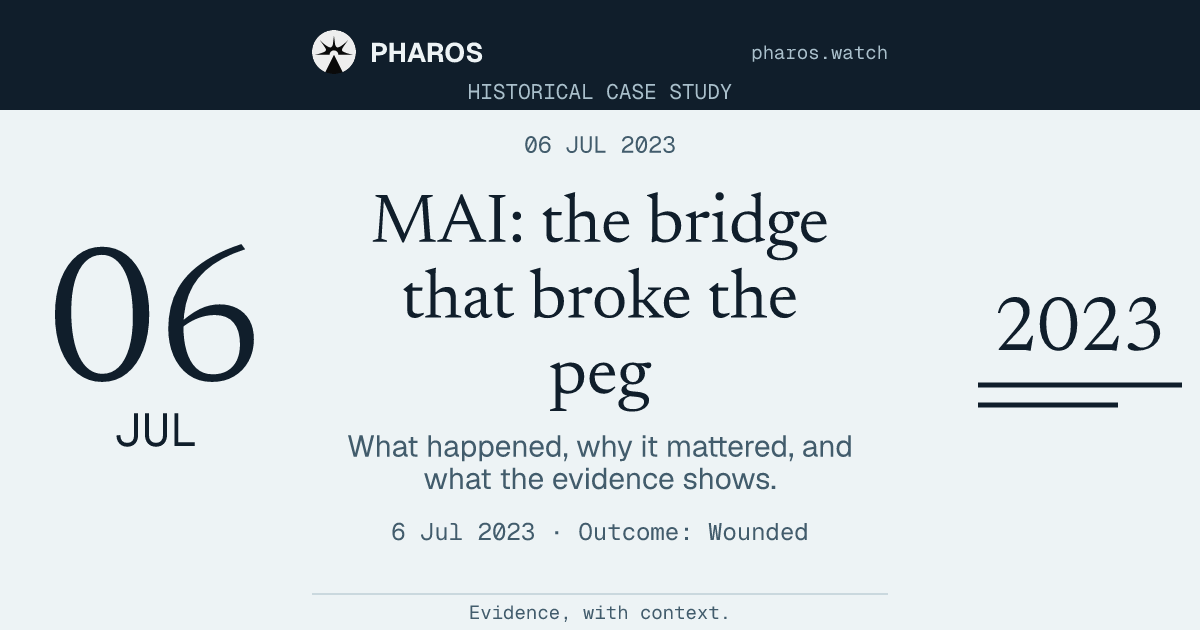 PHAROS
pharos.watch
HISTORICAL CASE STUDY
06 JUL 2023
06
JUL
MAI: the bridge
that broke the
peg
2023
What happened, why it mattered, and
what the evidence shows.
6 Jul 2023 · Outcome: Wounded
Evidence, with context.